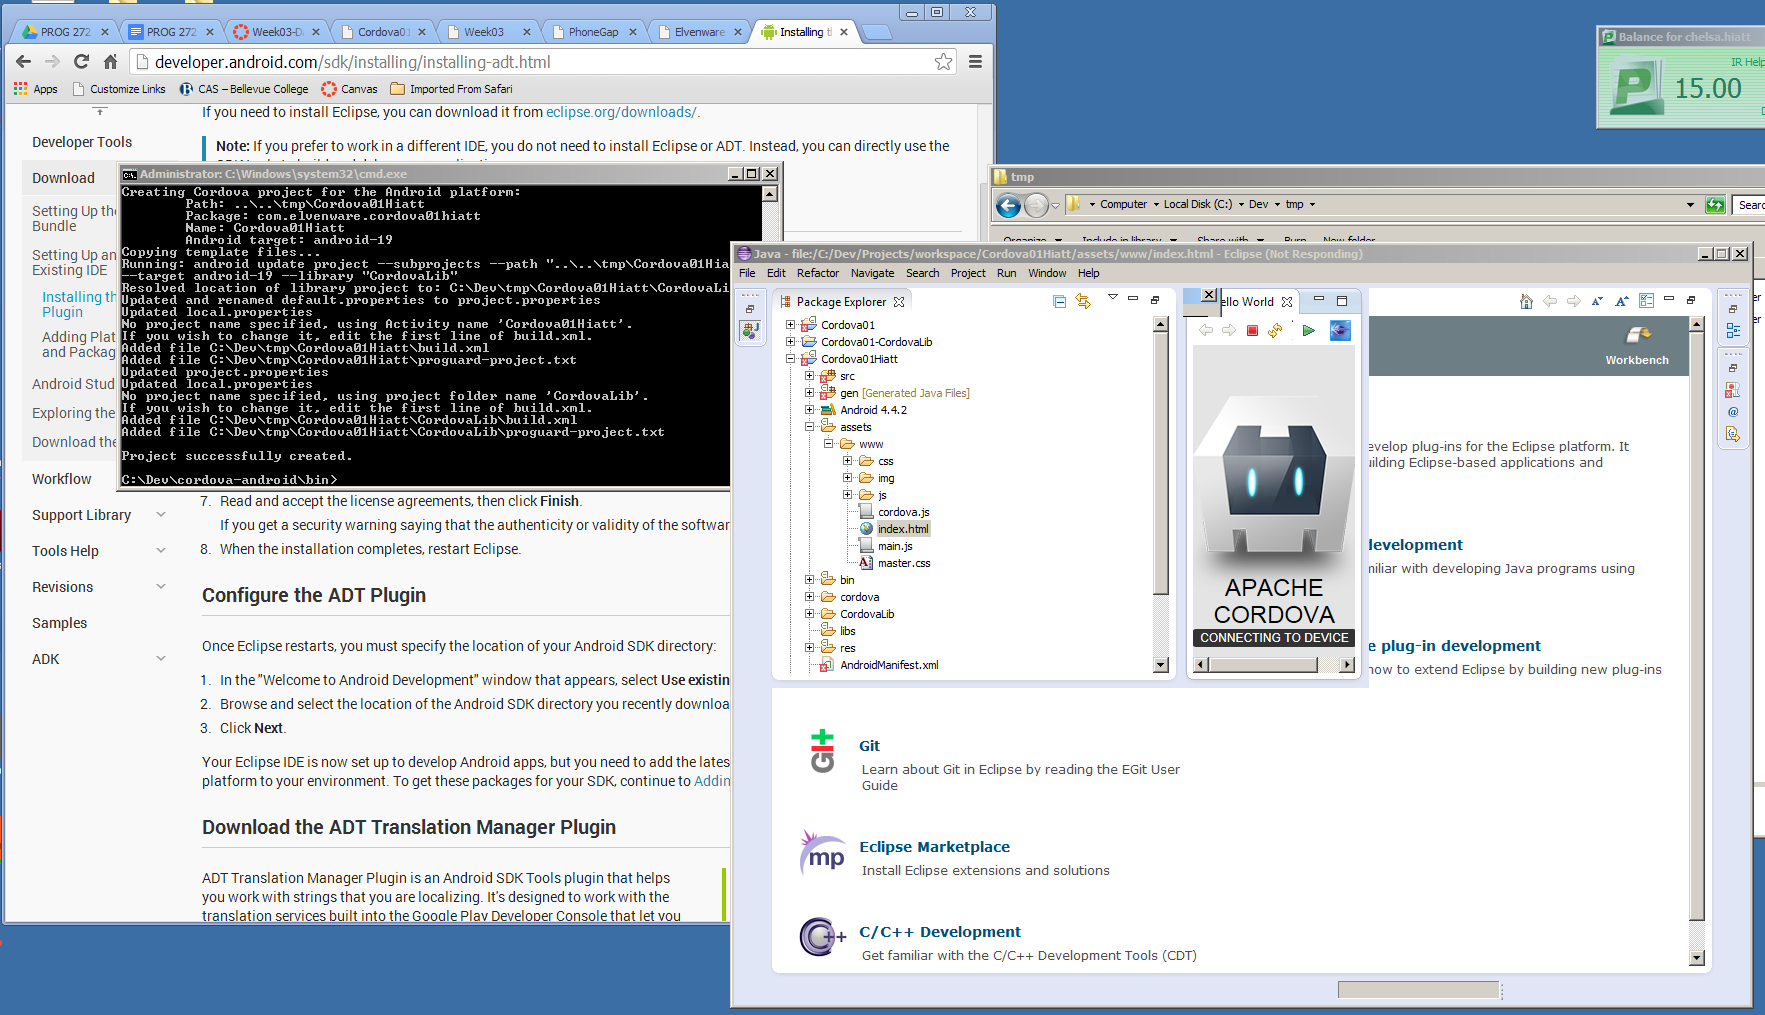 PROG 272
PROG 272
Week03-D
Cordova01
Week03
PhoneGap
Elvenware
Installing t
developer.android.com/sdk/installing/installing-adt.html
Apps
Customize Links
CAS – Bellevue College
Canvas
Imported From Safari
If you need to install Eclipse, you can download it from eclipse.org/downloads/.
Note: If you prefer to work in a different IDE, you do not need to install Eclipse or ADT. Instead, you can directly use the
Developer Tools
Download
Setting Up the
Bundle
Setting Up an
Existing IDE
Installing th
Plugin
Adding Plat
and Packag
Android Stud
Exploring the
Download the
Workflow
Support Library
Tools Help
Revisions
Samples
ADK
Administrator: C:\Windows\system32\cmd.exe
Creating Cordova project for the Android platform:
Path: ..\..\tmp\Cordova01Hiatt
Package: com.elvenware.cordova01hiatt
Name: Cordova01Hiatt
Android target: android-19
Copying template files...
Running: android update project --subprojects --path "..\..\tmp\Cordova01Hia
--target android-19 --library "CordovaLib"
Resolved location of library project to: C:\Dev\tmp\Cordova01Hiatt\CordovaLi
Updated and renamed default.properties to project.properties
Updated local.properties
No project name specified, using Activity name 'Cordova01Hiatt'.
If you wish to change it, edit the first line of build.xml.
Added file C:\Dev\tmp\Cordova01Hiatt\build.xml
Added file C:\Dev\tmp\Cordova01Hiatt\proguard-project.txt
Updated project.properties
Updated local.properties
No project name specified, using project folder name 'CordovaLib'.
If you wish to change it, edit the first line of build.xml.
Added file C:\Dev\tmp\Cordova01Hiatt\CordovaLib\build.xml
Added file C:\Dev\tmp\Cordova01Hiatt\CordovaLib\proguard-project.txt
Project successfully created.
C:\Dev\cordova-android\bin>
7. Read and accept the license agreements, then click Finish.
If you get a security warning saying that the authenticity or validity of the softwar
8. When the installation completes, restart Eclipse.
Configure the ADT Plugin
Once Eclipse restarts, you must specify the location of your Android SDK directory:
1. In the "Welcome to Android Development" window that appears, select Use existin
2. Browse and select the location of the Android SDK directory you recently downloa
3. Click Next.
Your Eclipse IDE is now set up to develop Android apps, but you need to add the lates
platform to your environment. To get these packages for your SDK, continue to Addin
Download the ADT Translation Manager Plugin
ADT Translation Manager Plugin is an Android SDK Tools plugin that helps
you work with strings that you are localizing. It's designed to work with the
translation services built into the Google Play Developer Console that let you
Balance for chelsa.hiatt
IR Help
15.00
tmp
Computer
Local Disk (C:)
Dev
tmp
Searc
Organize
Include in library
Share with
Burn
New folder
Java - file:/C:/Dev/Projects/workspace/Cordova01Hiatt/assets/www/index.html - Eclipse (Not Responding)
File Edit Refactor Navigate Search Project Run Window Help
Package Explorer
Cordova01
Cordova01-CordovaLib
Cordova01Hiatt
src
gen [Generated Java Files]
Android 4.4.2
assets
www
css
img
js
cordova.js
index.html
main.js
master.css
bin
cordova
CordovaLib
libs
res
AndroidManifest.xml
ello World
APACHE
CORDOVA
CONNECTING TO DEVICE
Workbench
evelop plug-ins for the Eclipse platform. It
uilding Eclipse-based applications and
development
miliar with developing Java programs using
e plug-in development
how to extend Eclipse by building new plug-ins
Git
Git
Learn about Git in Eclipse by reading the EGit User
Guide
mp
Eclipse Marketplace
Install Eclipse extensions and solutions
C++
C/C++ Development
Get familiar with the C/C++ Development Tools (CDT)